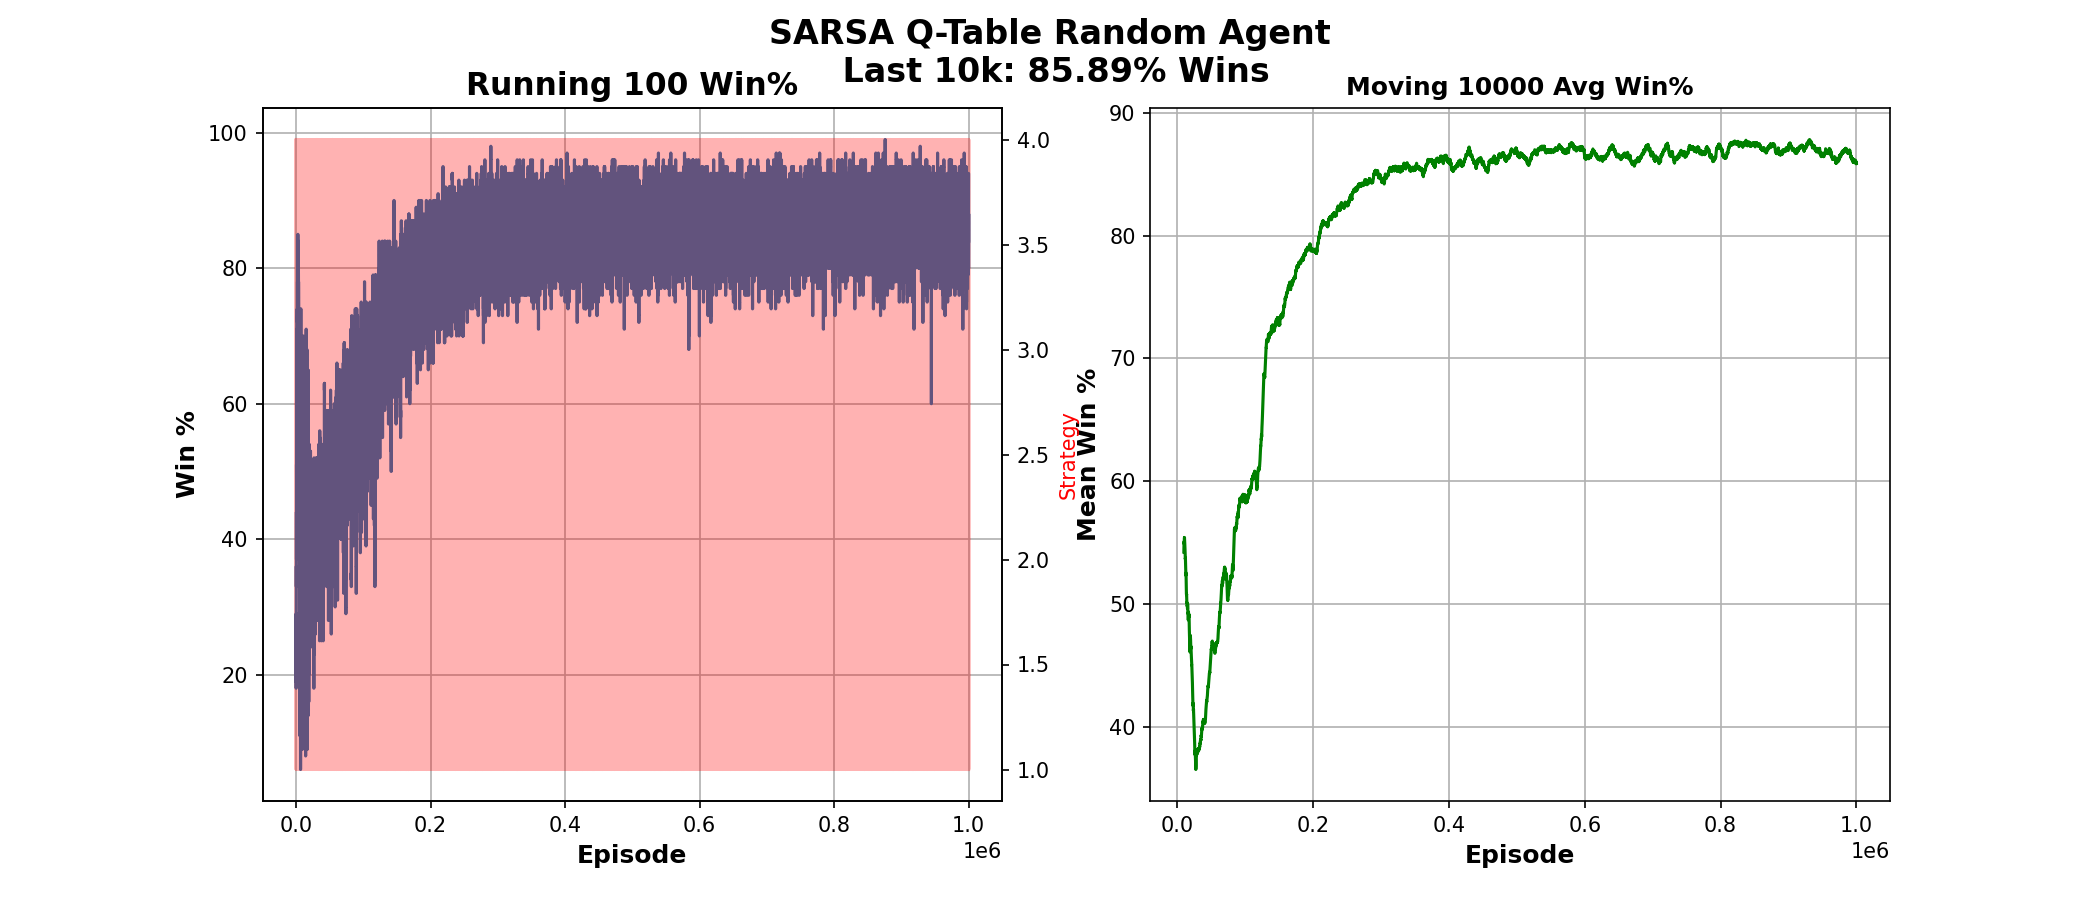 SARSA Q-Table Random Agent
Last 10k: 85.89% Wins
Running 100 Win%
100
80
60
40
20
Win %
4.0
3.5
3.0
2.5
2.0
1.5
1.0
Strategy
0.0 0.2 0.4 0.6 0.8 1.0
1e6
Episode
Moving 10000 Avg Win%
90
80
70
60
50
40
Mean Win %
0.0 0.2 0.4 0.6 0.8 1.0
1e6
Episode